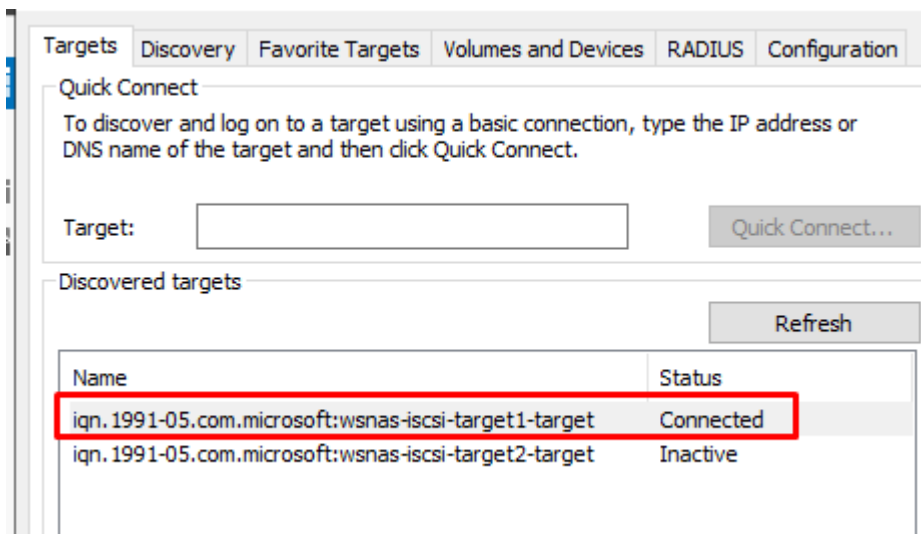 Targets Discovery Favorite Targets Volumes and Devices RADIUS Configuration
Quick Connect
To discover and log on to a target using a basic connection, type the IP address or
DNS name of the target and then click Quick Connect.
Target: Quick Connect...
Discovered targets
Refresh
Name Status
iqn.1991-05.com.microsoft:wsnas-iscsi-target1-target Connected
iqn.1991-05.com.microsoft:wsnas-iscsi-target2-target Inactive